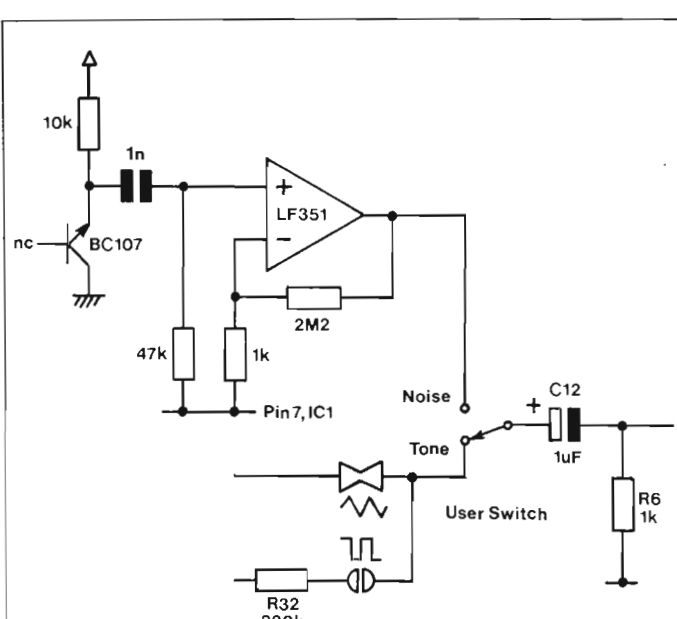 10k
1n
+
LF351
nc
BC107
−
2M2
47k
1k
Pin 7, IC1
Noise
C12
+
Tone
1uF
User Switch
R6
1k
R32